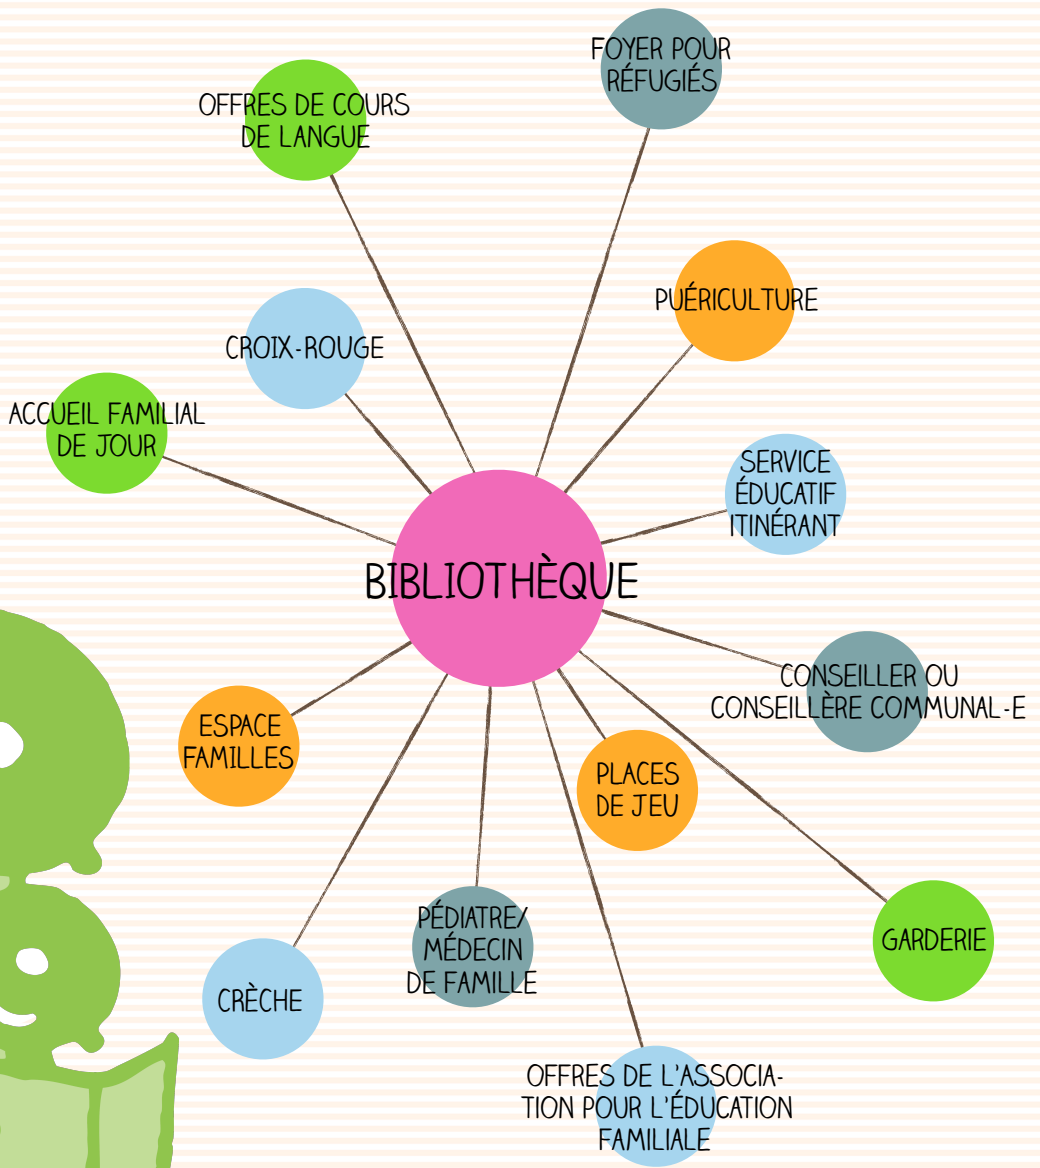 FOYER POUR
RÉFUGIÉS
OFFRES DE COURS
DE LANGUE
PUÉRICULTURE
CROIX-ROUGE
ACCUEIL FAMILIAL
DE JOUR
SERVICE
ÉDUCATIF
ITINÉRANT
BIBLIOTHÈQUE
CONSEILLER OU
CONSEILLÈRE COMMUNAL-E
ESPACE
FAMILLES
PLACES
DE JEU
PÉDIATRE/
MÉDECIN
DE FAMILLE
GARDERIE
CRÈCHE
OFFRES DE L'ASSOCIA-
TION POUR L'ÉDUCATION
FAMILIALE